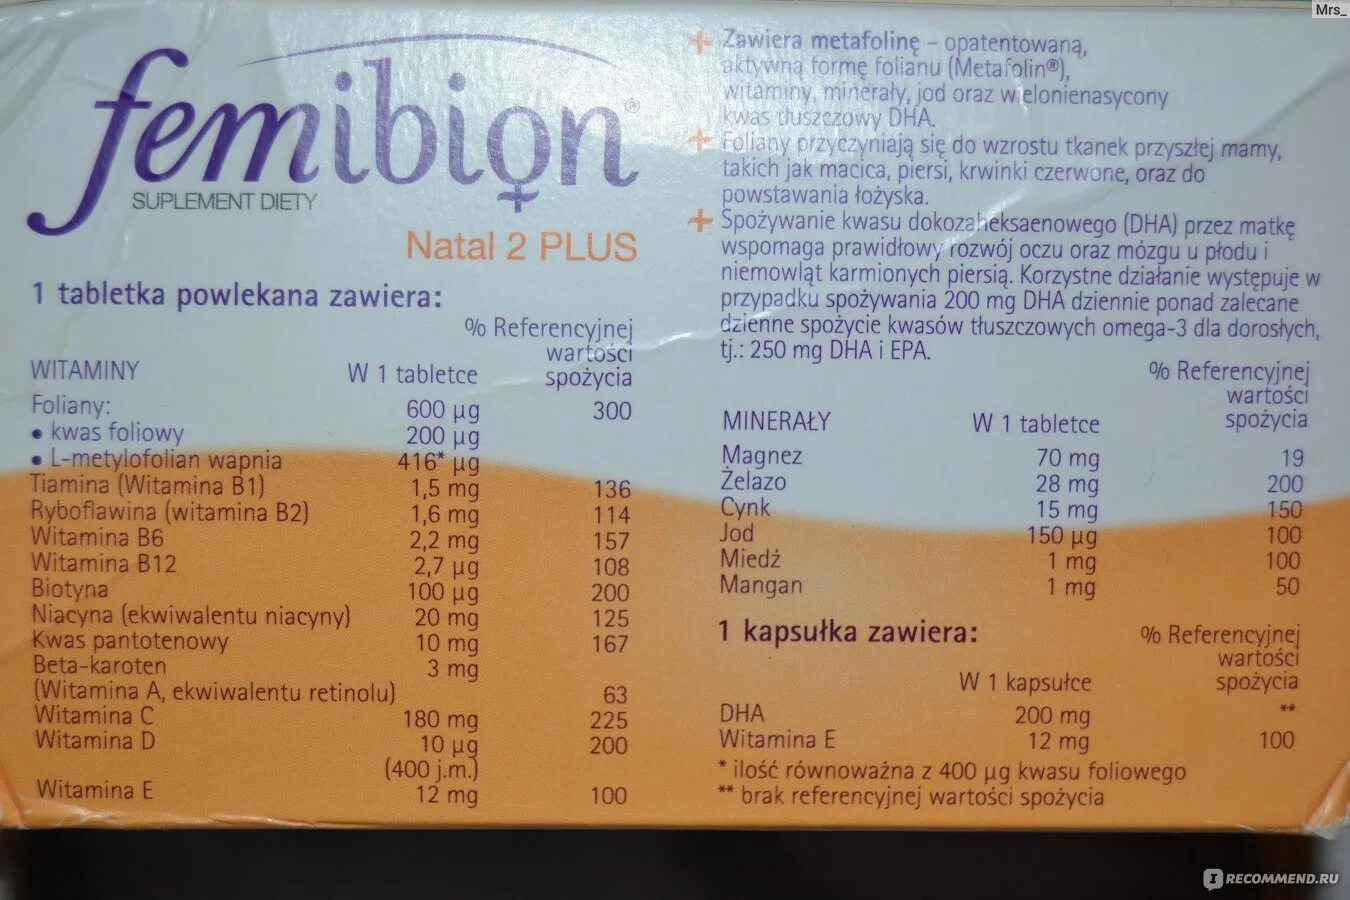 Mrs_
femibion®
SUPLEMENT DIETY
Natal 2 PLUS
1 tabletka powlekana zawiera:
% Referencyjnej
wartości
WITAMINY W 1 tabletce spożycia
Foliany: 600 µg 300
• kwas foliowy 200 µg
• L-metylofolian wapnia 416* µg
Tiamina (Witamina B1) 1,5 mg 136
Ryboflawina (witamina B2) 1,6 mg 114
Witamina B6 2,2 mg 157
Witamina B12 2,7 µg 108
Biotyna 100 µg 200
Niacyna (ekwiwalentu niacyny) 20 mg 125
Kwas pantotenowy 10 mg 167
Beta-karoten 3 mg
(Witamina A, ekwiwalentu retinolu) 63
Witamina C 180 mg 225
Witamina D 10 µg 200
(400 j.m.)
Witamina E 12 mg 100
+ Zawiera metafolinę – opatentowaną,
aktywną formę folianu (Metafolin®),
witaminy, minerały, jod oraz wielonienasycony
kwas tłuszczowy DHA.
+ Foliany przyczyniają się do wzrostu tkanek przyszłej mamy,
takich jak macica, piersi, krwinki czerwone, oraz do
powstawania łożyska.
+ Spożywanie kwasu dokozaheksaenowego (DHA) przez matkę
wspomaga prawidłowy rozwój oczu oraz mózgu u płodu i
niemowląt karmionych piersią. Korzystne działanie występuje w
przypadku spożywania 200 mg DHA dziennie ponad zalecane
dzienne spożycie kwasów tłuszczowych omega-3 dla dorosłych,
tj.: 250 mg DHA i EPA.
% Referencyjnej
wartości
MINERAŁY W 1 tabletce spożycia
Magnez 70 mg 19
Żelazo 28 mg 200
Cynk 15 mg 150
Jod 150 µg 100
Miedź 1 mg 100
Mangan 1 mg 50
1 kapsułka zawiera:
% Referencyjnej
wartości
W 1 kapsułce spożycia
DHA 200 mg **
Witamina E 12 mg 100
* ilość równoważna z 400 µg kwasu foliowego
** brak referencyjnej wartości spożycia
IRECOMMEND.RU